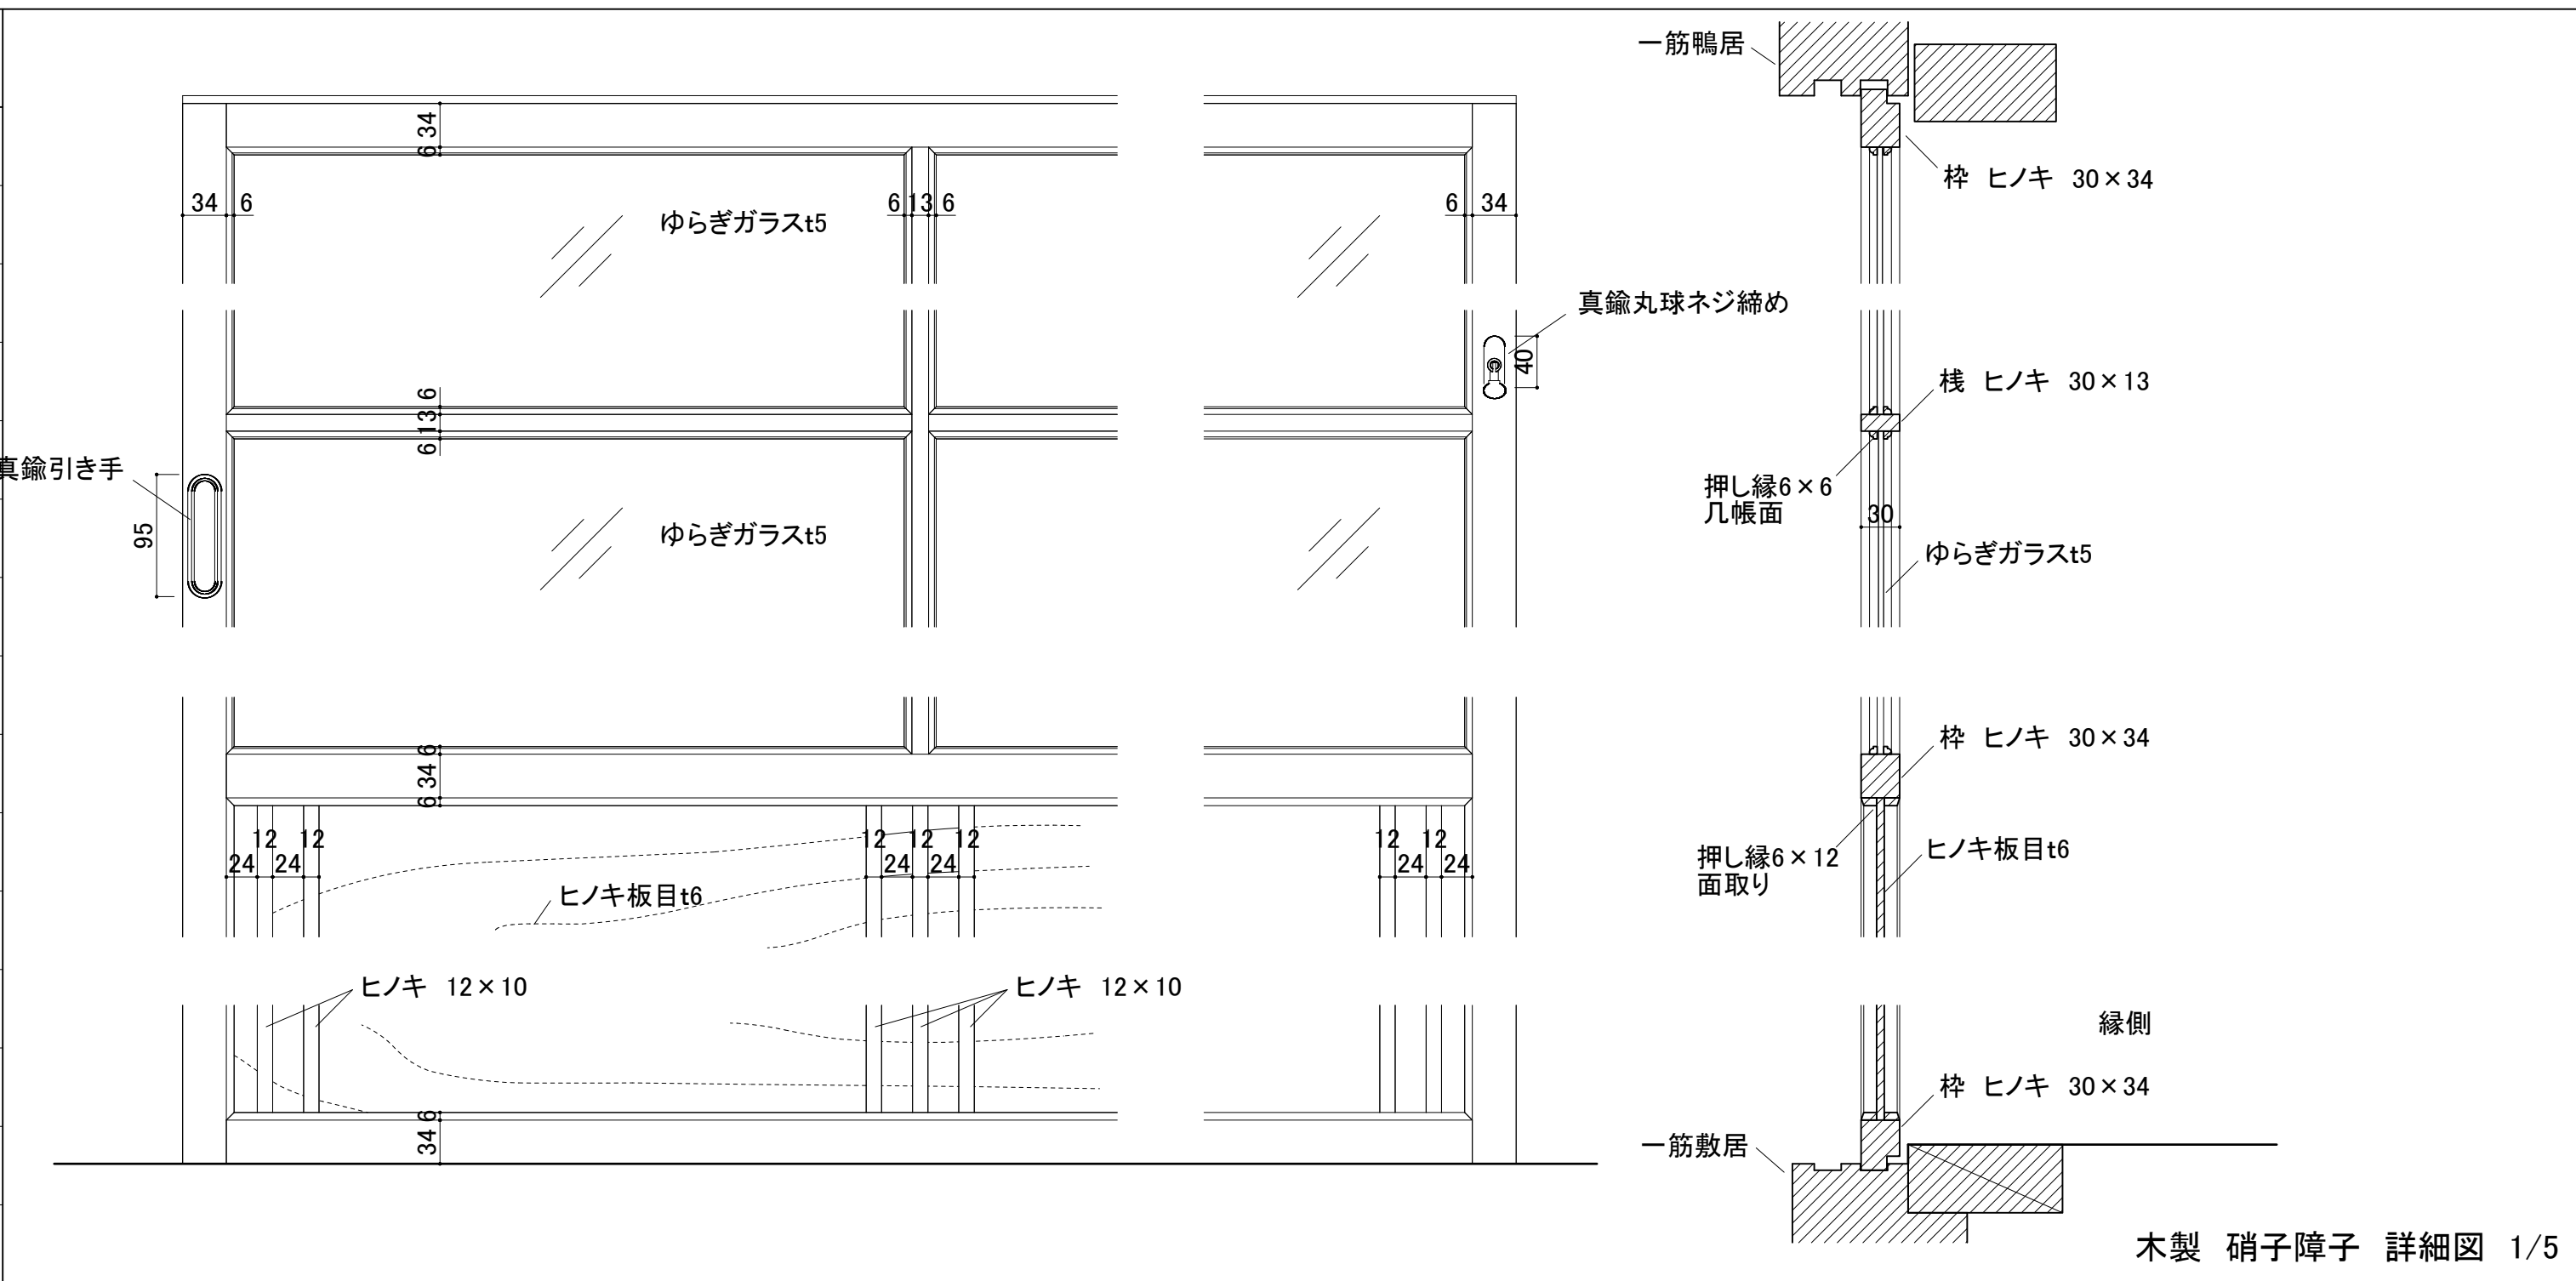 一筋鴨居
34
6
枠 ヒノキ 30×34
34 6
6 13 6
6 34
ゆらぎガラスt5
真鍮丸球ネジ締め
40
6
13
6
桟 ヒノキ 30×13
真鍮引き手
95
押し縁6×6
几帳面
30
ゆらぎガラスt5
ゆらぎガラスt5
6
34
6
枠 ヒノキ 30×34
12 12
24 24
12 12 12
24 24
12 12
24 24
押し縁6×12
面取り
ヒノキ板目t6
ヒノキ板目t6
ヒノキ 12×10
ヒノキ 12×10
縁側
枠 ヒノキ 30×34
6
34
一筋敷居
木製 硝子障子 詳細図 1/5